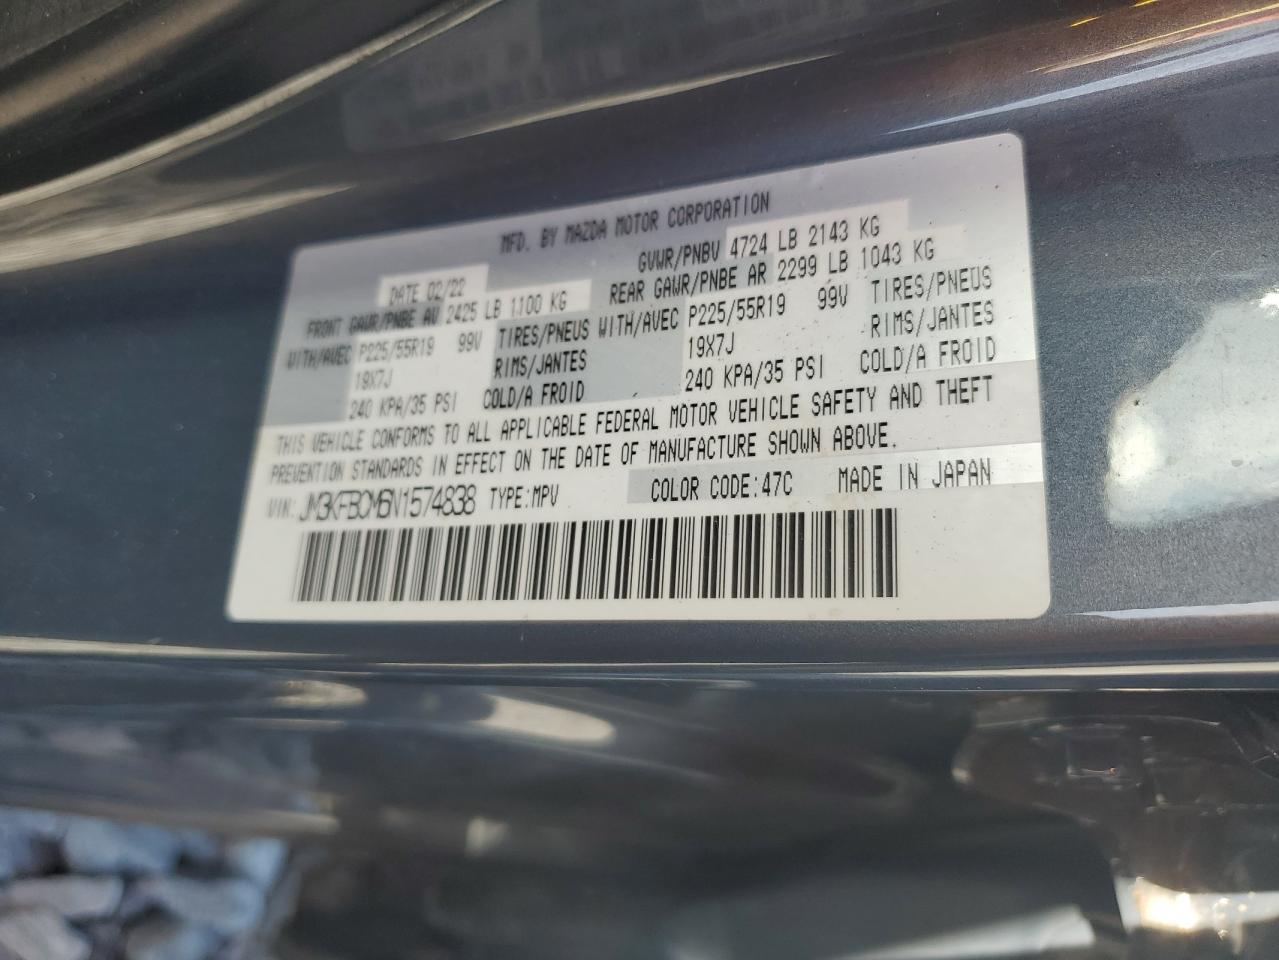 MFD. BY MAZDA MOTOR CORPORATION
DATE 02/22 GVWR/PNBV 4724 LB 2143 KG
FRONT GAWR/PNBE AV 2425 LB 1100 KG REAR GAWR/PNBE AR 2299 LB 1043 KG
WITH/AVEC P225/55R19 99V TIRES/PNEUS WITH/AVEC P225/55R19 99V TIRES/PNEUS
19X7J RIMS/JANTES 19X7J RIMS/JANTES
240 KPA/35 PSI COLD/A FROID 240 KPA/35 PSI COLD/A FROID
THIS VEHICLE CONFORMS TO ALL APPLICABLE FEDERAL MOTOR VEHICLE SAFETY AND THEFT
PREVENTION STANDARDS IN EFFECT ON THE DATE OF MANUFACTURE SHOWN ABOVE.
VIN: JM3KFBCM6N1574838 TYPE:MPV COLOR CODE:47C MADE IN JAPAN